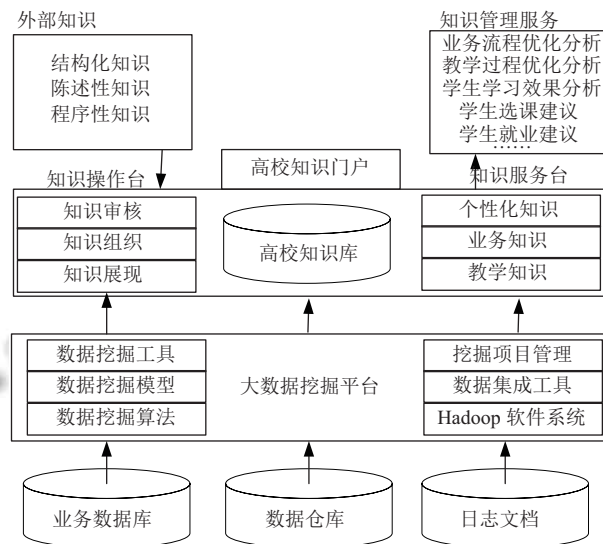 外部知识
知识管理服务
结构化知识
陈述性知识
程序性知识
业务流程优化分析
教学过程优化分析
学生学习效果分析
学生选课建议
学生就业建议
……
知识操作台
高校知识门户
知识服务台
知识审核
知识组织
知识展现
高校知识库
个性化知识
业务知识
教学知识
数据挖掘工具
数据挖掘模型
数据挖掘算法
大数据挖掘平台
挖掘项目管理
数据集成工具
Hadoop 软件系统
业务数据库
数据仓库
日志文档